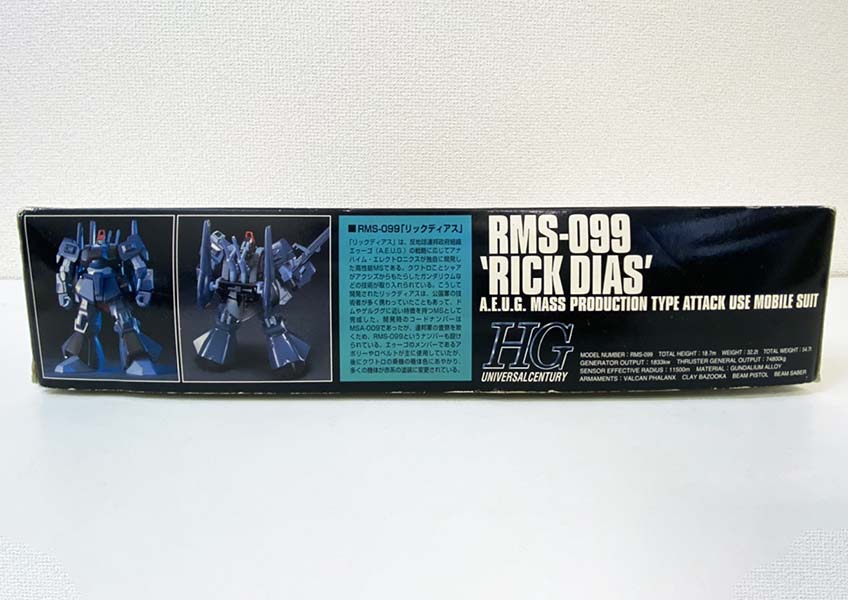 ■RMS-099「リックディアス」
「リックディアス」は、反地球連邦政府組織
エゥーゴ（A.E.U.G.）の戦略に応じてアナ
ハイム・エレクトロニクスが独自に開発し
た高性能MSである。クワトロことシャア
がアクシズからもたらしたガンダリウムな
どの技術が取り入れられている。こうして
開発されたリックディアスは、公国軍の技
術者が多く携わっていたこともあって、ド
ムやゲルググに近い特徴を持つMSとして
完成した。開発時のコードナンバーは
MSA-009であったが、連邦軍の虚領を欺
くため、RMS-099というナンバーも設け
られている。エゥーゴのメンバーである
アポリーやロベルトが主に使用していたが、
後にクワトロの乗機の機体色にあやかり、
多くの機体が赤系の塗装に変更されている。
RMS-099
'RICK DIAS'
A.E.U.G. MASS PRODUCTION TYPE ATTACK USE MOBILE SUIT
HG
UNIVERSAL CENTURY
MODEL NUMBER : RMS-099 TOTAL HEIGHT : 18.7m WEIGHT : 32.2t TOTAL WEIGHT : 54.7t
GENERATOR OUTPUT : 1833kw THRUSTER GENERAL OUTPUT : 74800kg
SENSOR EFFECTIVE RADIUS : 11500m MATERIAL : GUNDALIUM ALLOY
ARMAMENTS : VALCAN PHALANX CLAY BAZOOKA BEAM PISTOL BEAM SABER